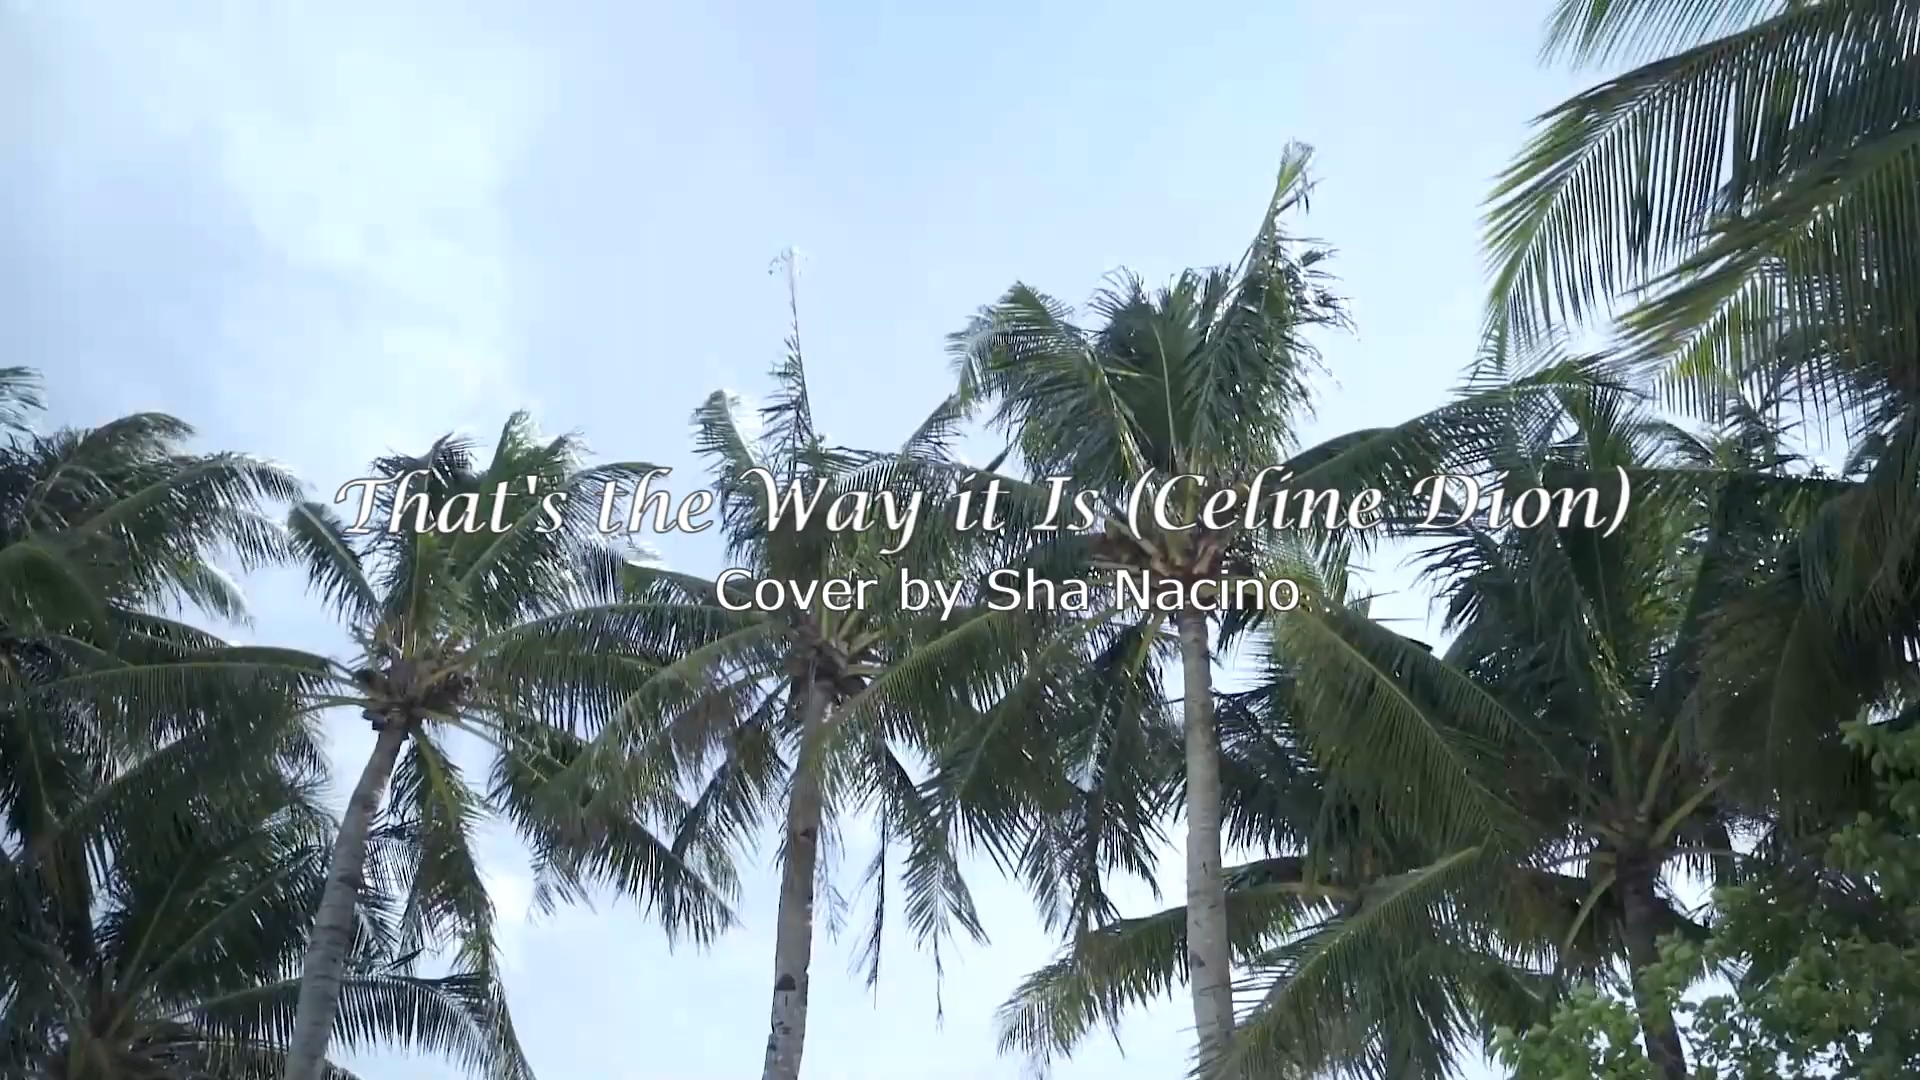 That's the Way it Is (Celine Dion)
Cover by Sha Nacino